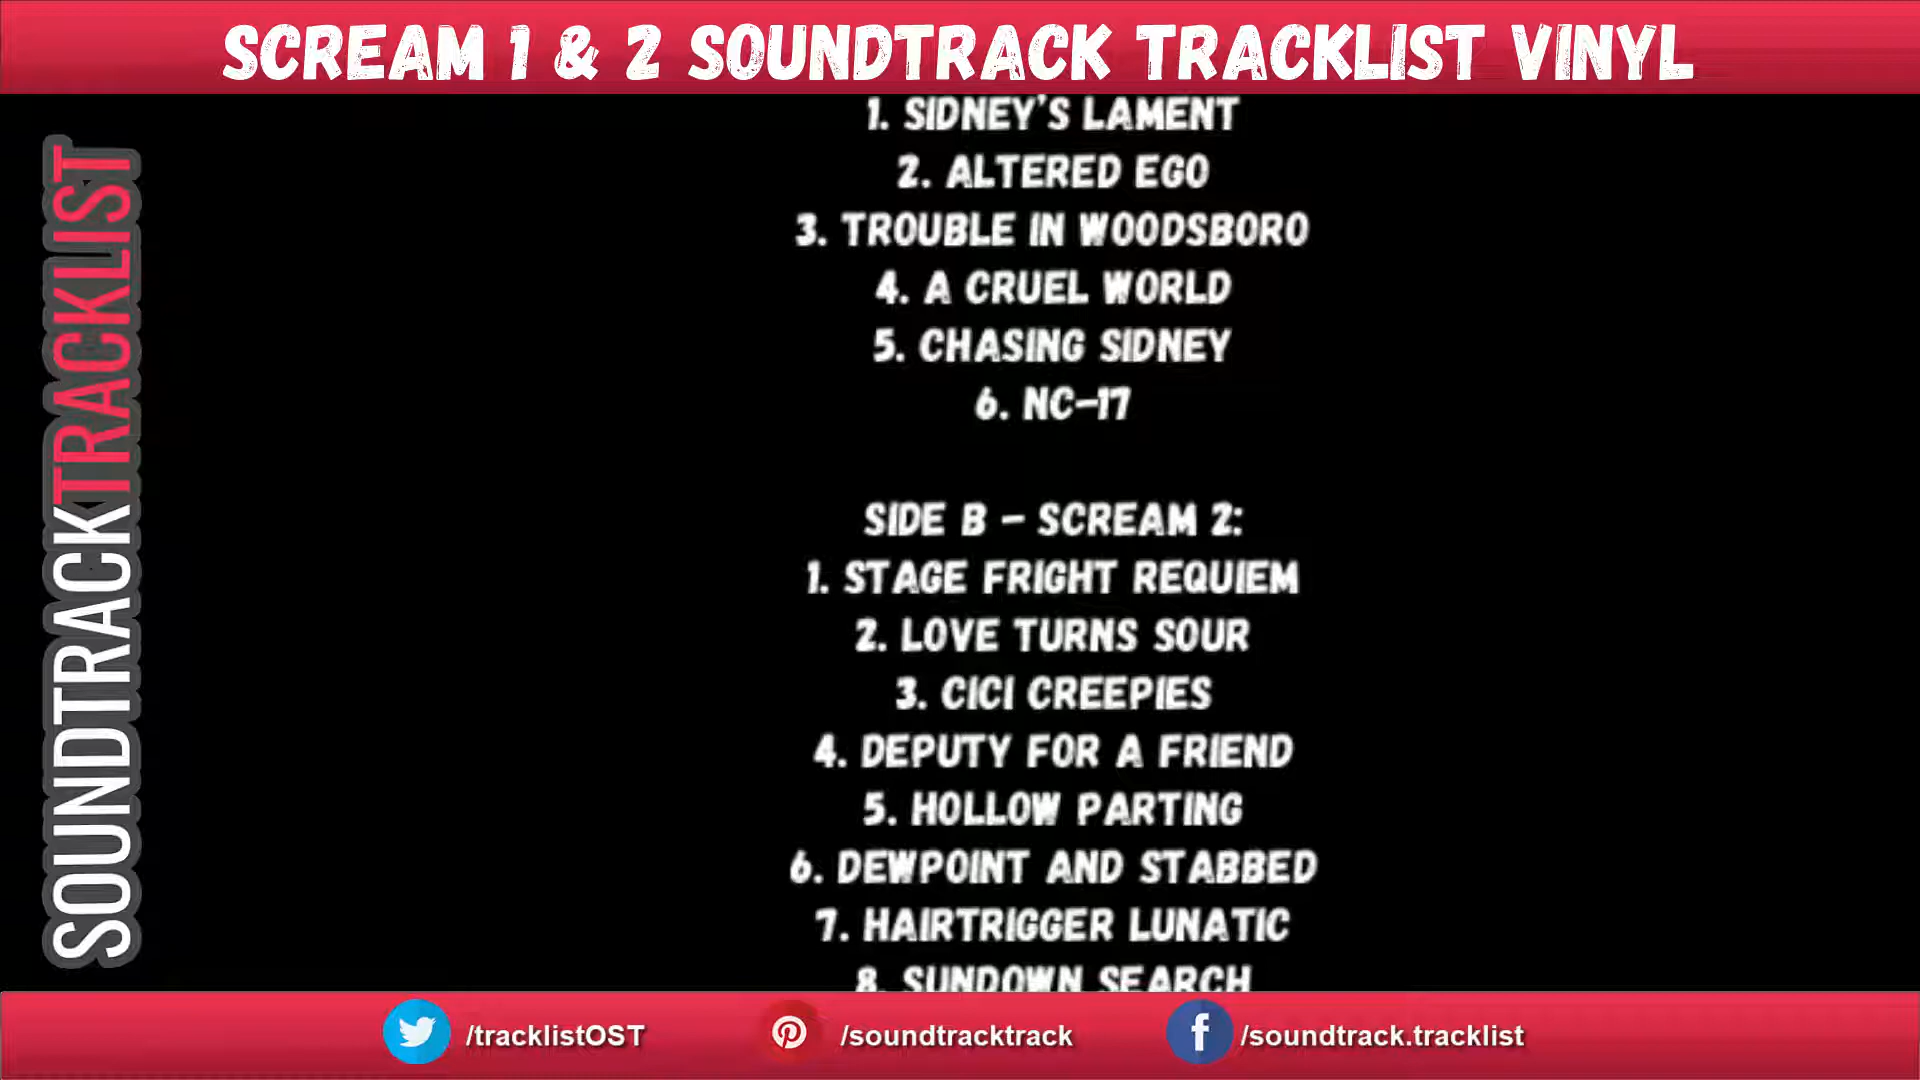 SCREAM 1 & 2 SOUNDTRACK TRACKLIST VINYL
SOUNDTRACKTRACKLIST
1. SIDNEY'S LAMENT
2. ALTERED EGO
3. TROUBLE IN WOODSBORO
4. A CRUEL WORLD
5. CHASING SIDNEY
6. NC-17
SIDE B - SCREAM 2:
1. STAGE FRIGHT REQUIEM
2. LOVE TURNS SOUR
3. CICI CREEPIES
4. DEPUTY FOR A FRIEND
5. HOLLOW PARTING
6. DEWPOINT AND STABBED
7. HAIRTRIGGER LUNATIC
8. SUNDOWN SEARCH
/tracklistOST
/soundtracktrack
/soundtrack.tracklist